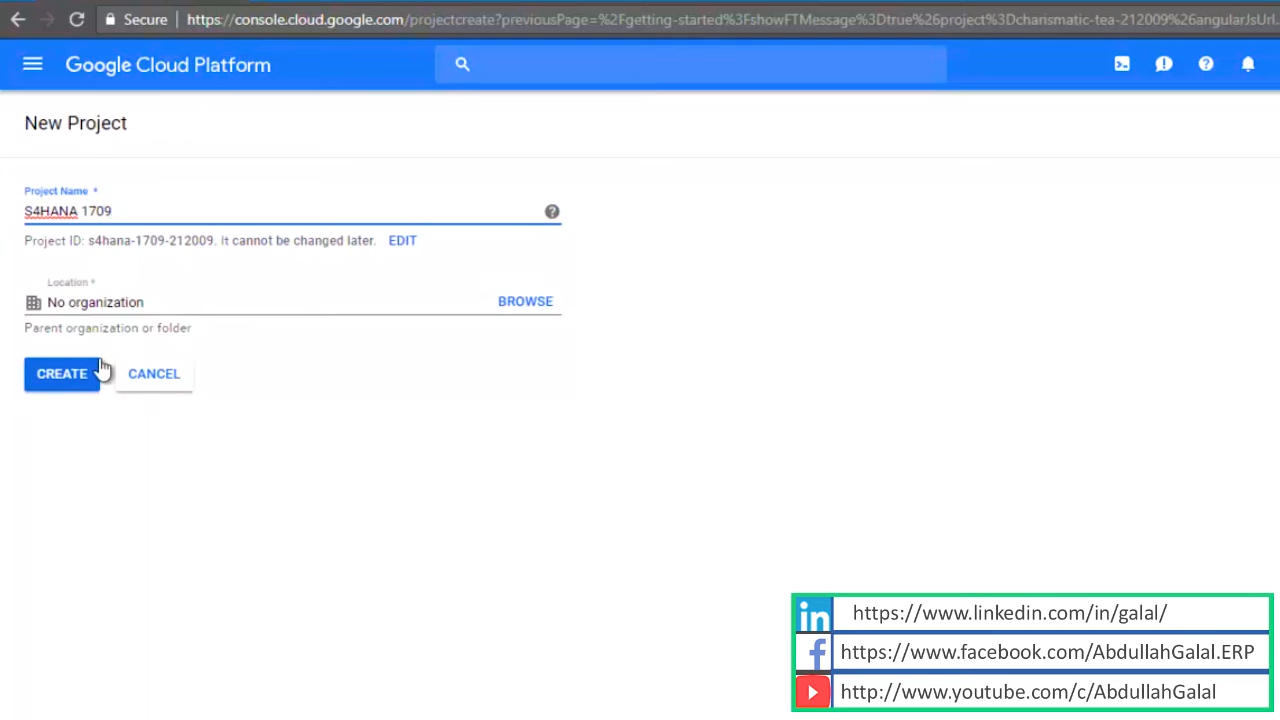 Secure https://console.cloud.google.com/projectcreate?previousPage=%2Fgetting-started%3FshowFTMessage%3Dtrue%26project%3Dcharismatic-tea-212009%26angularJsUrl
Google Cloud Platform
New Project
Project Name *
S4HANA 1709
Project ID: s4hana-1709-212009. It cannot be changed later. EDIT
Location *
No organization BROWSE
Parent organization or folder
CREATE CANCEL
in https://www.linkedin.com/in/galal/
f https://www.facebook.com/AbdullahGalal.ERP
http://www.youtube.com/c/AbdullahGalal